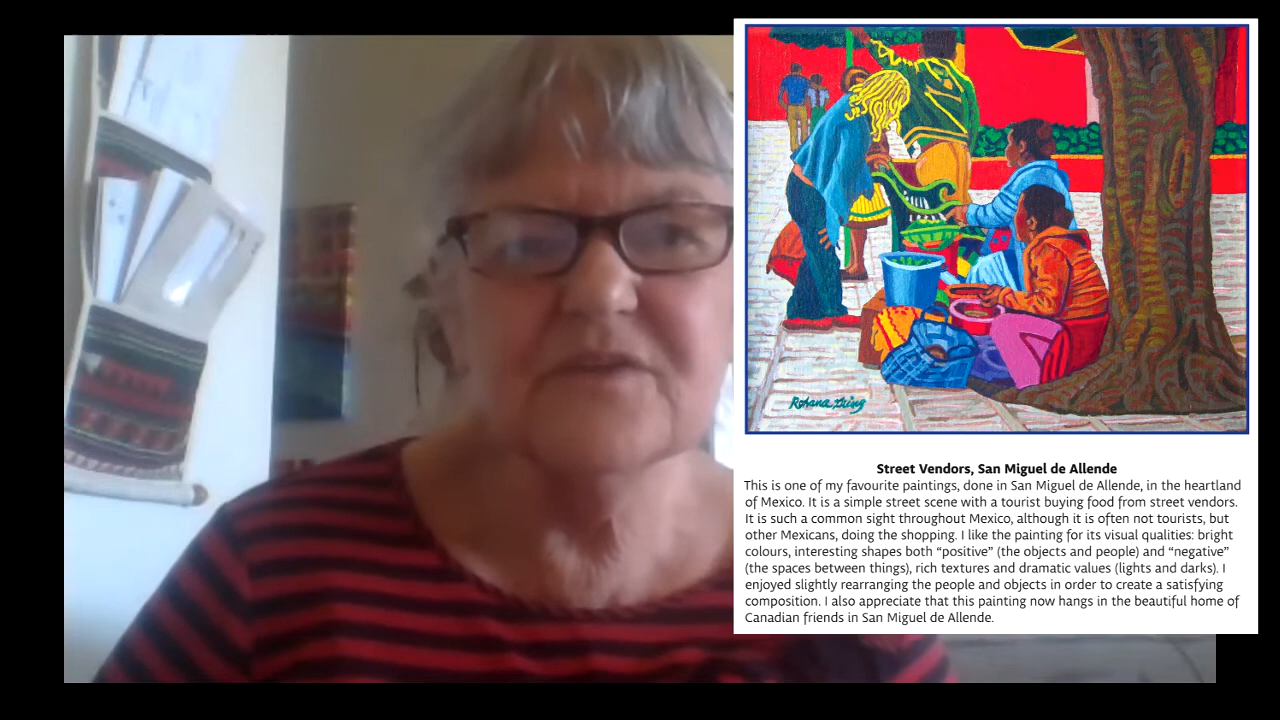 Rohana Laing
Street Vendors, San Miguel de Allende
This is one of my favourite paintings, done in San Miguel de Allende, in the heartland
of Mexico. It is a simple street scene with a tourist buying food from street vendors.
It is such a common sight throughout Mexico, although it is often not tourists, but
other Mexicans, doing the shopping. I like the painting for its visual qualities: bright
colours, interesting shapes both “positive” (the objects and people) and “negative”
(the spaces between things), rich textures and dramatic values (lights and darks). I
enjoyed slightly rearranging the people and objects in order to create a satisfying
composition. I also appreciate that this painting now hangs in the beautiful home of
Canadian friends in San Miguel de Allende.